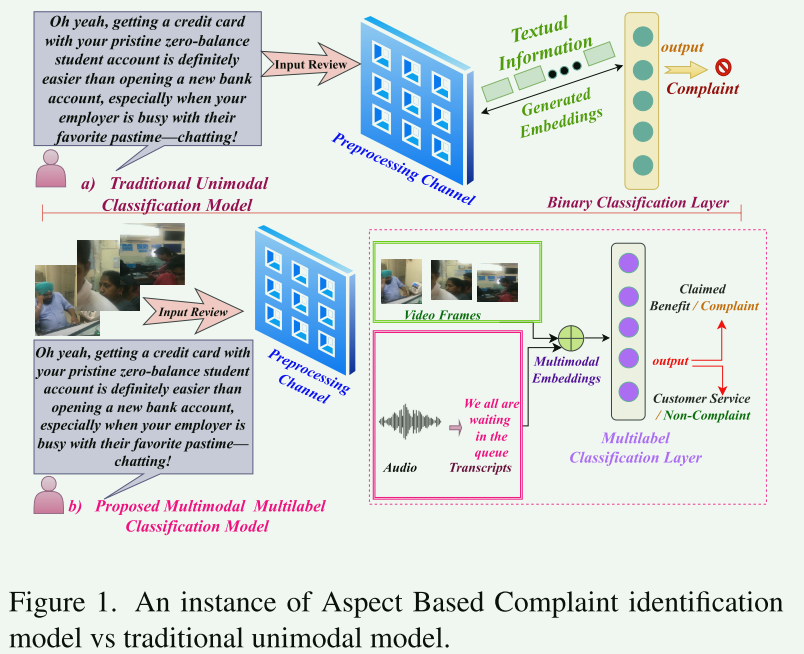 Oh yeah, getting a credit card
with your pristine zero-balance
student account is definitely
easier than opening a new bank
account, especially when your
employer is busy with their
favorite pastime—chatting!
Input Review
Preprocessing Channel
Textual
Information
Generated
Embeddings
output
Complaint
Binary Classification Layer
a) Traditional Unimodal
Classification Model
Input Review
Oh yeah, getting a credit card with
your pristine zero-balance student
account is definitely easier than
opening a new bank account,
especially when your employer is
busy with their favorite pastime—
chatting!
Preprocessing
Channel
Video Frames
Audio
We all are
waiting
in the
queue
Transcripts
Multimodal
Embeddings
Claimed
Benefit / Complaint
output
Customer Service
/ Non-Complaint
Multilabel
Classification Layer
b) Proposed Multimodal Multilabel
Classification Model
Figure 1. An instance of Aspect Based Complaint identification
model vs traditional unimodal model.